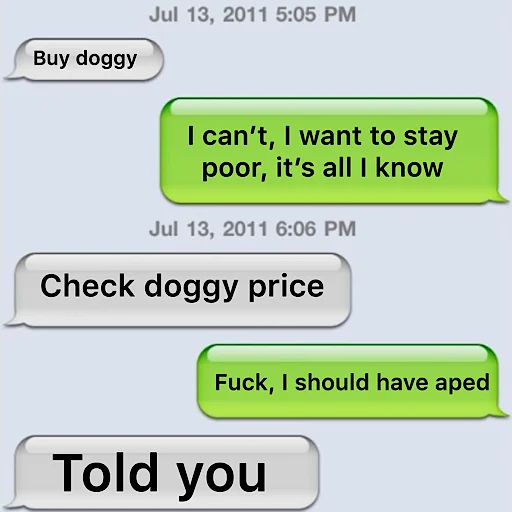 Jul 13, 2011 5:05 PM
Buy doggy
I can’t, I want to stay
poor, it’s all I know
Jul 13, 2011 6:06 PM
Check doggy price
Fuck, I should have aped
Told you